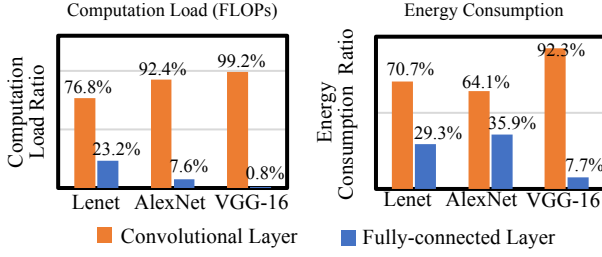 Computation Load (FLOPs)
Computation
Load Ratio
76.8%
23.2%
92.4%
7.6%
99.2%
0.8%
Lenet AlexNet VGG-16
Energy Consumption
Energy
Consumption Ratio
70.7%
29.3%
64.1%
35.9%
92.3%
7.7%
Lenet AlexNet VGG-16
Convolutional Layer
Fully-connected Layer